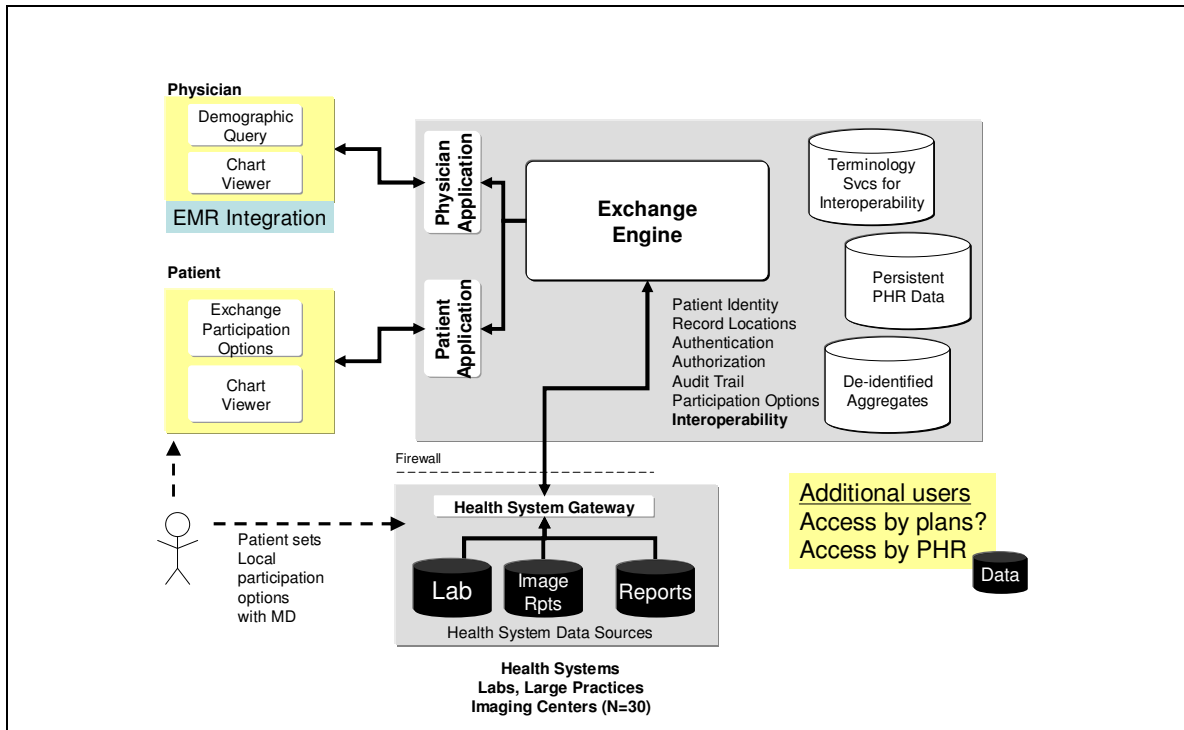 Physician
Demographic
Query
Chart
Viewer
EMR Integration
Patient
Exchange
Participation
Options
Chart
Viewer
Physician
Application
Patient
Application
Exchange
Engine
Terminology
Svcs for
Interoperability
Persistent
PHR Data
De-identified
Aggregates
Patient Identity
Record Locations
Authentication
Authorization
Audit Trail
Participation Options
Interoperability
Firewall
Health System Gateway
Lab
Image
Rpts
Reports
Health System Data Sources
Patient sets
Local
participation
options
with MD
Health Systems
Labs, Large Practices
Imaging Centers (N=30)
Additional users
Access by plans?
Access by PHR
Data